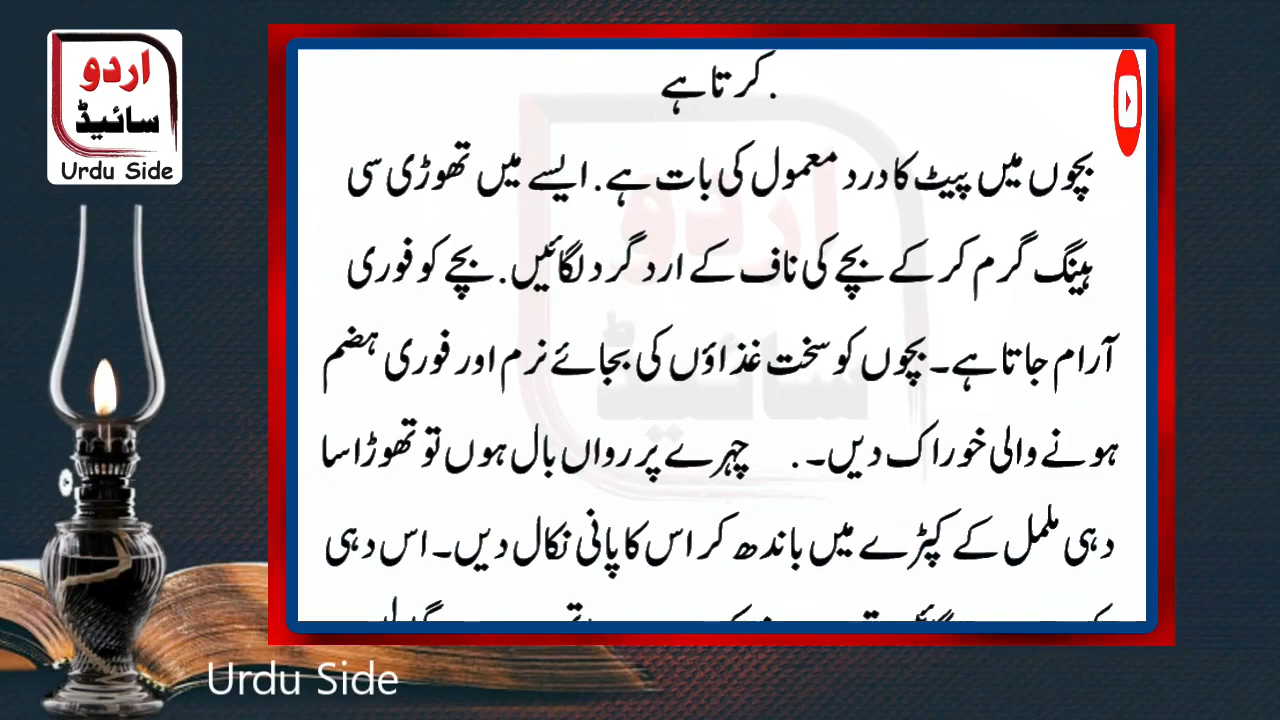 اردو
سائیڈ
Urdu Side
کرتا ہے.
بچوں میں پیٹ کا درد معمول کی بات ہے. ایسے میں تھوڑی سی
ہینگ گرم کر کے بچے کی ناف کے ارد گرد لگائیں. بچے کو فوری
آرام جاتا ہے۔ بچوں کو سخت غذاؤں کی بجائے نرم اور فوری ہضم
ہونے والی خوراک دیں۔ . چہرے پر رواں بال ہوں تو تھوڑا سا
دہی ململ کے کپڑے میں باندھ کر اس کا پانی نکال دیں۔ اس دہی
Urdu Side